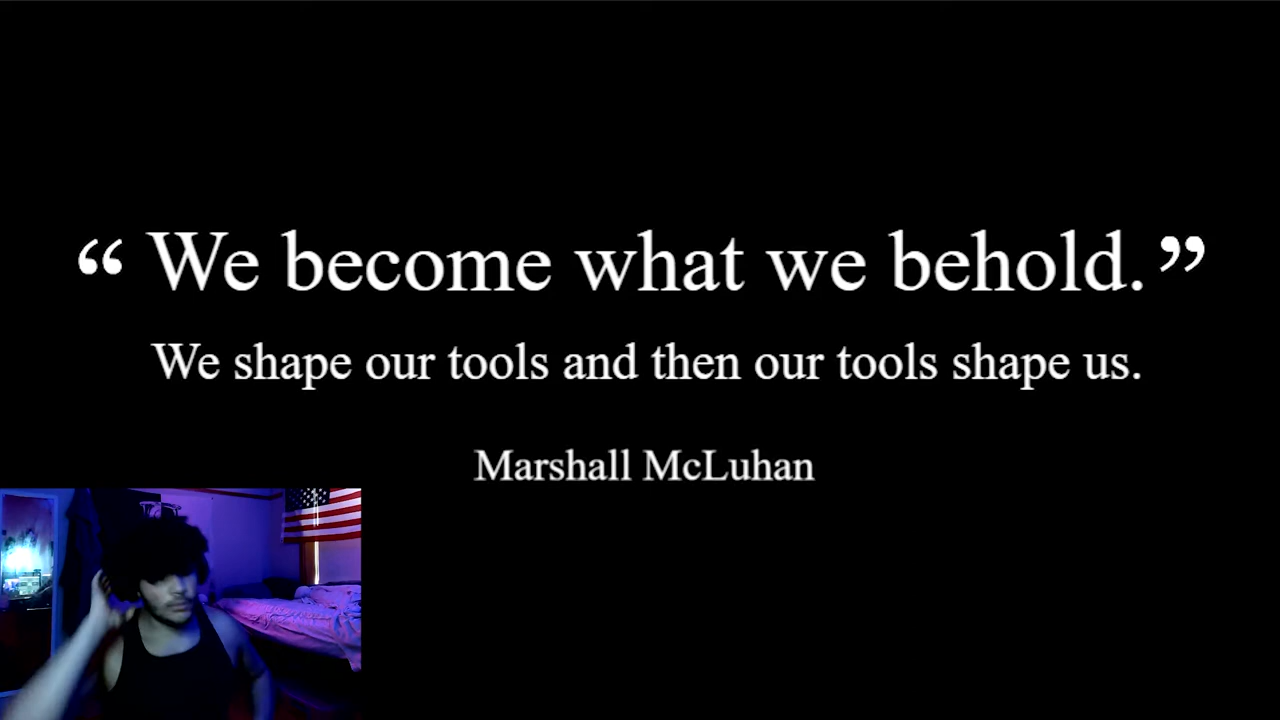 “ We become what we behold. ”
We shape our tools and then our tools shape us.
Marshall McLuhan